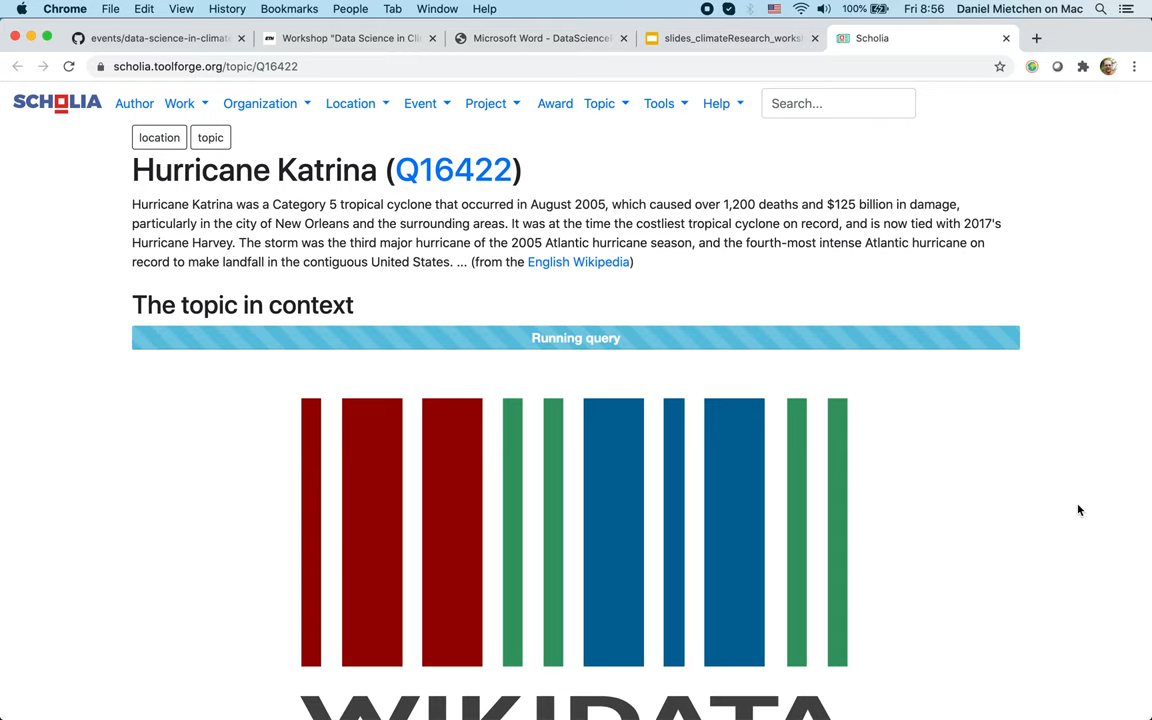 Chrome File Edit View History Bookmarks People Tab Window Help 100% Fri 8:56 Daniel Mietchen on Mac
events/data-science-in-climate Workshop "Data Science in Cli Microsoft Word - DataScienceI slides_climateResearch_works Scholia
scholia.toolforge.org/topic/Q16422
SCHOLIA Author Work Organization Location Event Project Award Topic Tools Help Search...
location topic
Hurricane Katrina (Q16422)
Hurricane Katrina was a Category 5 tropical cyclone that occurred in August 2005, which caused over 1,200 deaths and $125 billion in damage,
particularly in the city of New Orleans and the surrounding areas. It was at the time the costliest tropical cyclone on record, and is now tied with 2017's
Hurricane Harvey. The storm was the third major hurricane of the 2005 Atlantic hurricane season, and the fourth-most intense Atlantic hurricane on
record to make landfall in the contiguous United States. ... (from the English Wikipedia)
The topic in context
Running query
WIKIDATA